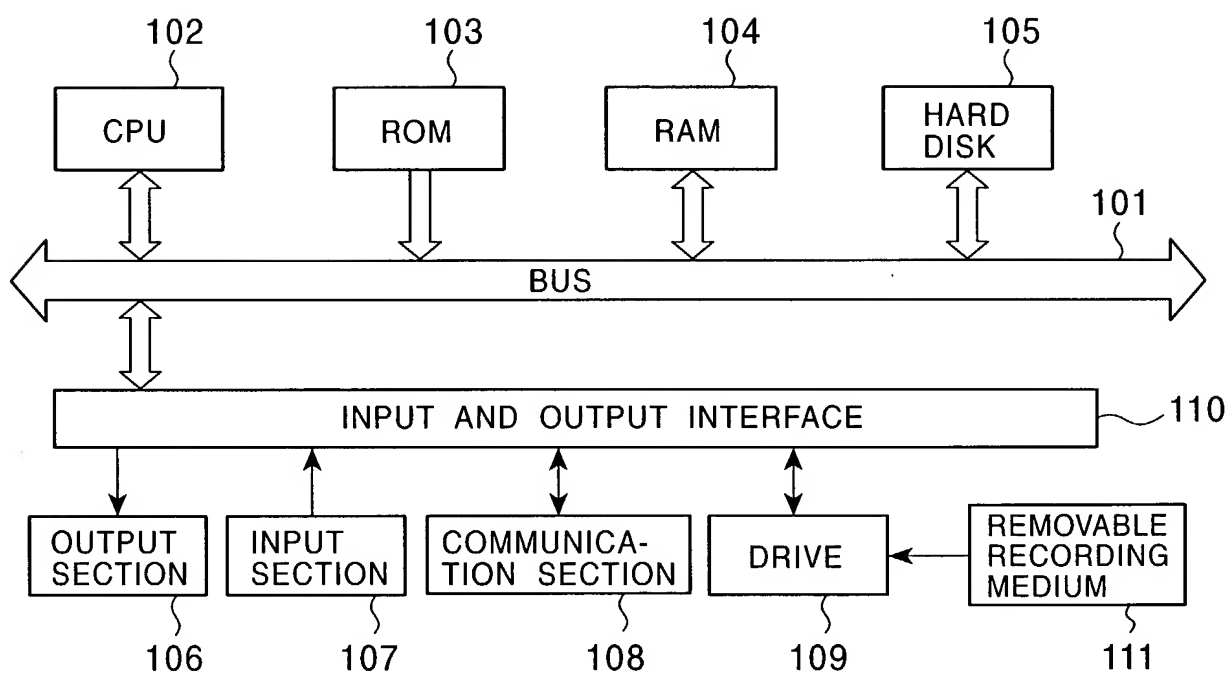 102
103
104
105
CPU
ROM
RAM
HARD
DISK
101
BUS
INPUT AND OUTPUT INTERFACE
110
OUTPUT
SECTION
INPUT
SECTION
COMMUNICA-
TION SECTION
DRIVE
REMOVABLE
RECORDING
MEDIUM
106
107
108
109
111